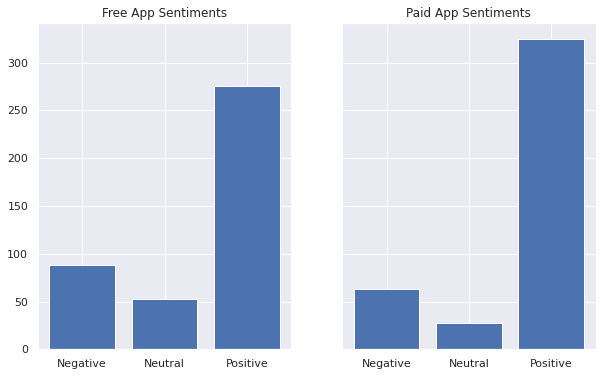 Free App Sentiments
Paid App Sentiments
300
250
200
150
100
50
0
Negative Neutral Positive
Negative Neutral Positive